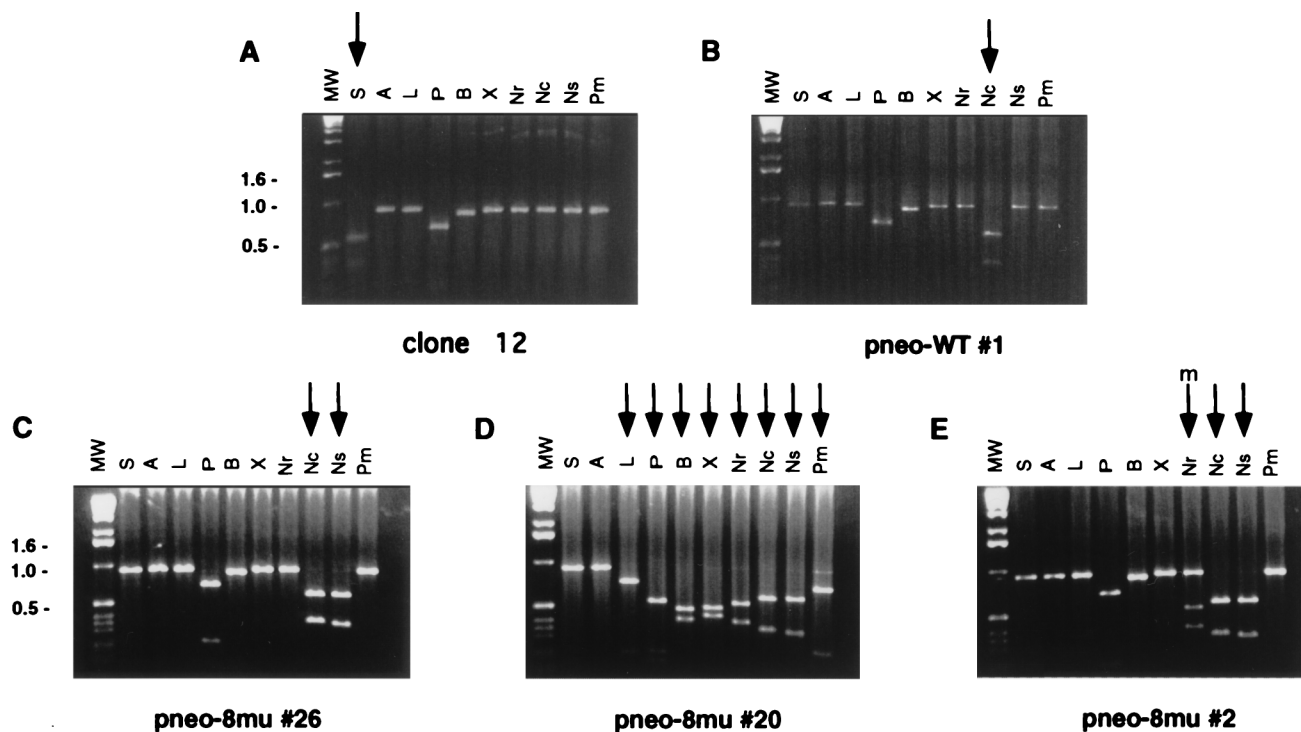 A
MW S A L P B X Nr Nc Ns Pm
1.6 -
1.0 -
0.5 -
clone 12
B
MW S A L P B X Nr Nc Ns Pm
pneo-WT #1
C
MW S A L P B X Nr Nc Ns Pm
1.6 -
1.0 -
0.5 -
pneo-8mu #26
D
MW S A L P B X Nr Nc Ns Pm
pneo-8mu #20
E
m
MW S A L P B X Nr Nc Ns Pm
pneo-8mu #2